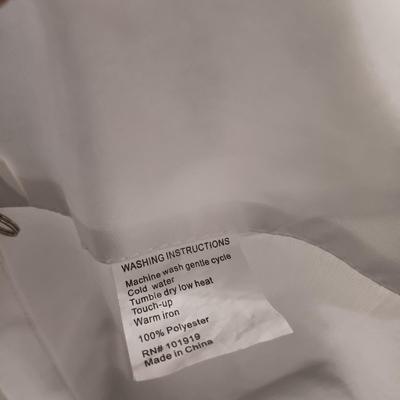 WASHING INSTRUCTIONS
Machine wash gentle cycle
Cold water
Tumble dry low heat
Touch-up
Warm iron
100% Polyester
RN# 101919
Made in China